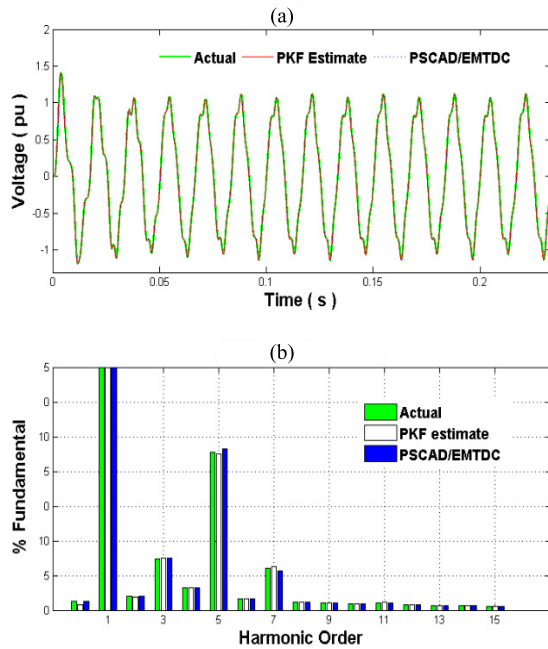 (a)
Actual PKF Estimate PSCAD/EMTDC
2
1.5
1
0.5
0
-0.5
-1
Voltage ( pu )
0 0.05 0.1 0.15 0.2
Time ( s )
(b)
5
0
10
5
0
10
5
0
% Fundamental
Actual
PKF estimate
PSCAD/EMTDC
1 3 5 7 9 11 13 15
Harmonic Order